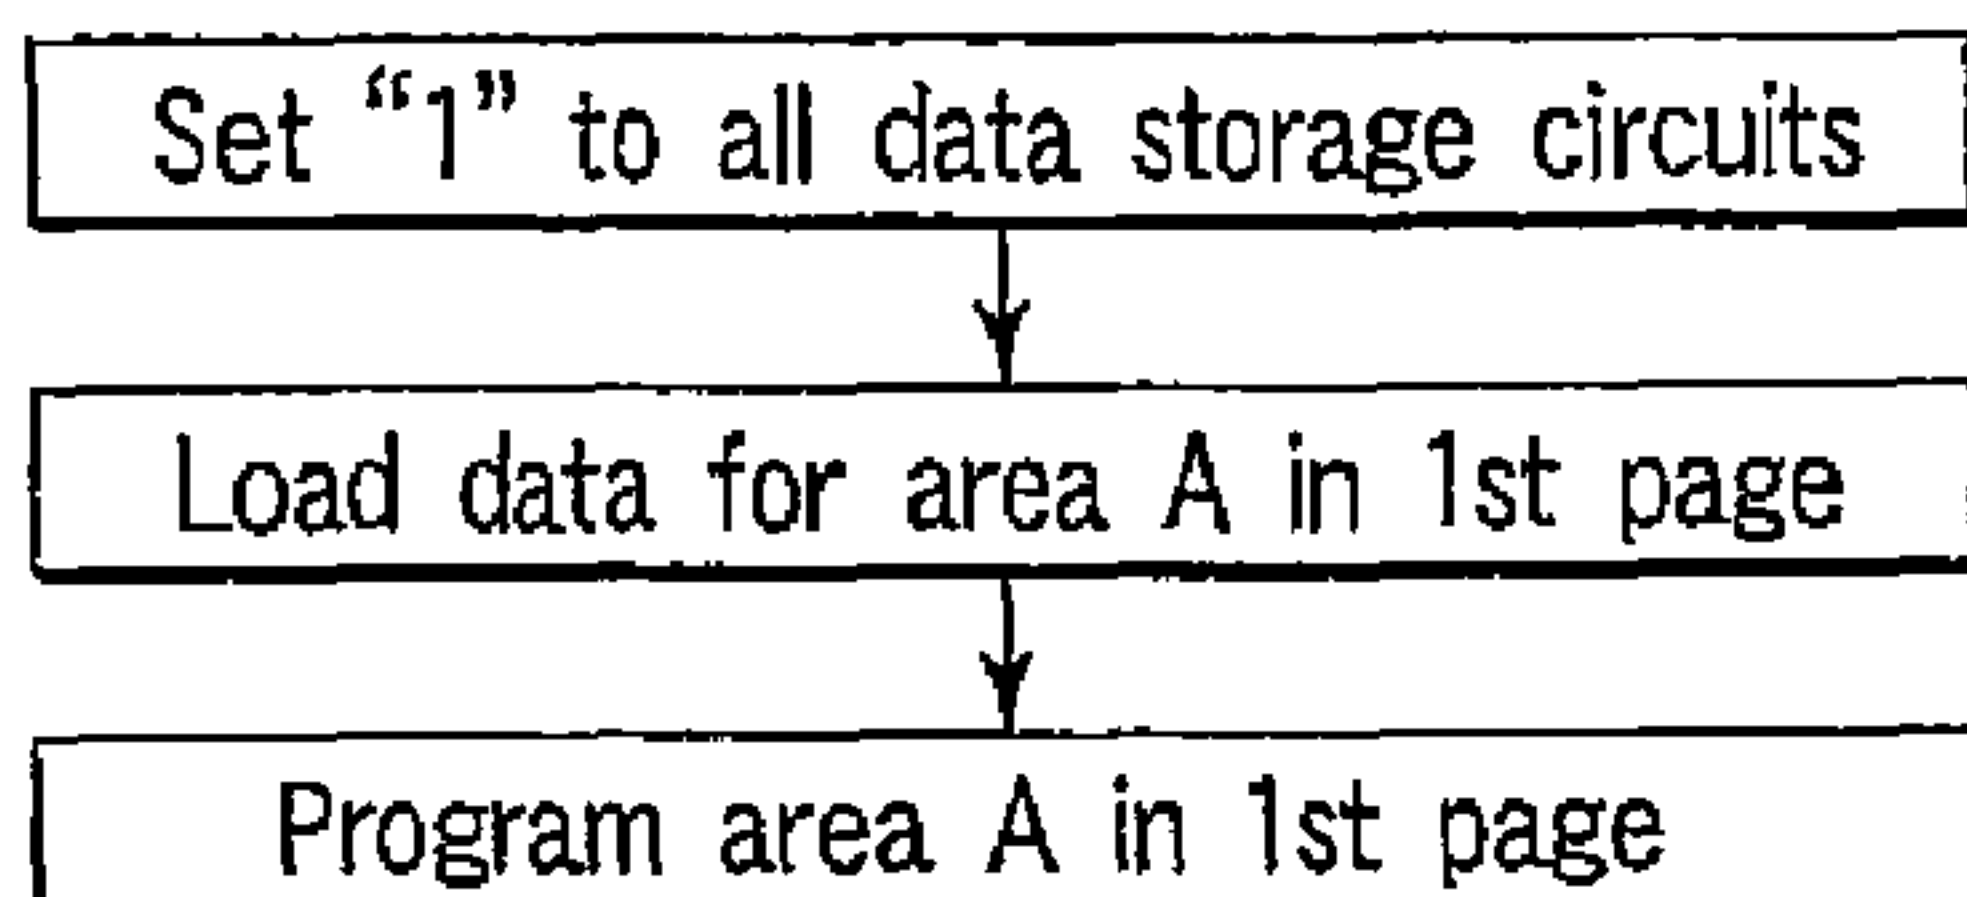 Set “1” to all data storage circuits
Load data for area A in 1st page
Program area A in 1st page